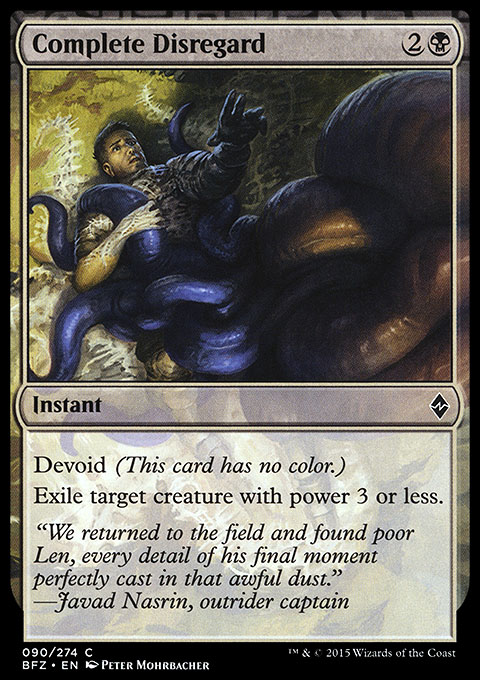 Complete Disregard 2
Instant
Devoid (This card has no color.)
Exile target creature with power 3 or less.
“We returned to the field and found poor
Len, every detail of his final moment
perfectly cast in that awful dust.”
—Javad Nasrin, outrider captain
090/274 C
BFZ • EN Peter Mohrbacher
™ & © 2015 Wizards of the Coast